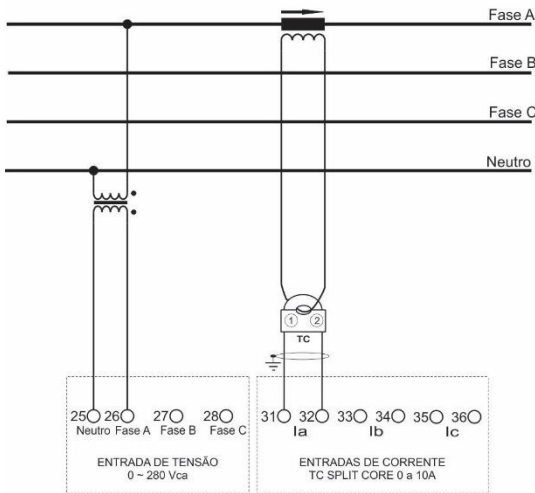 Fase A
Fase B
Fase C
Neutro
1 2
TC
25 26 27 28
Neutro Fase A Fase B Fase C
ENTRADA DE TENSÃO
0 ~ 280 Vca
31 32 33 34 35 36
Ia Ib Ic
ENTRADAS DE CORRENTE
TC SPLIT CORE 0 a 10A